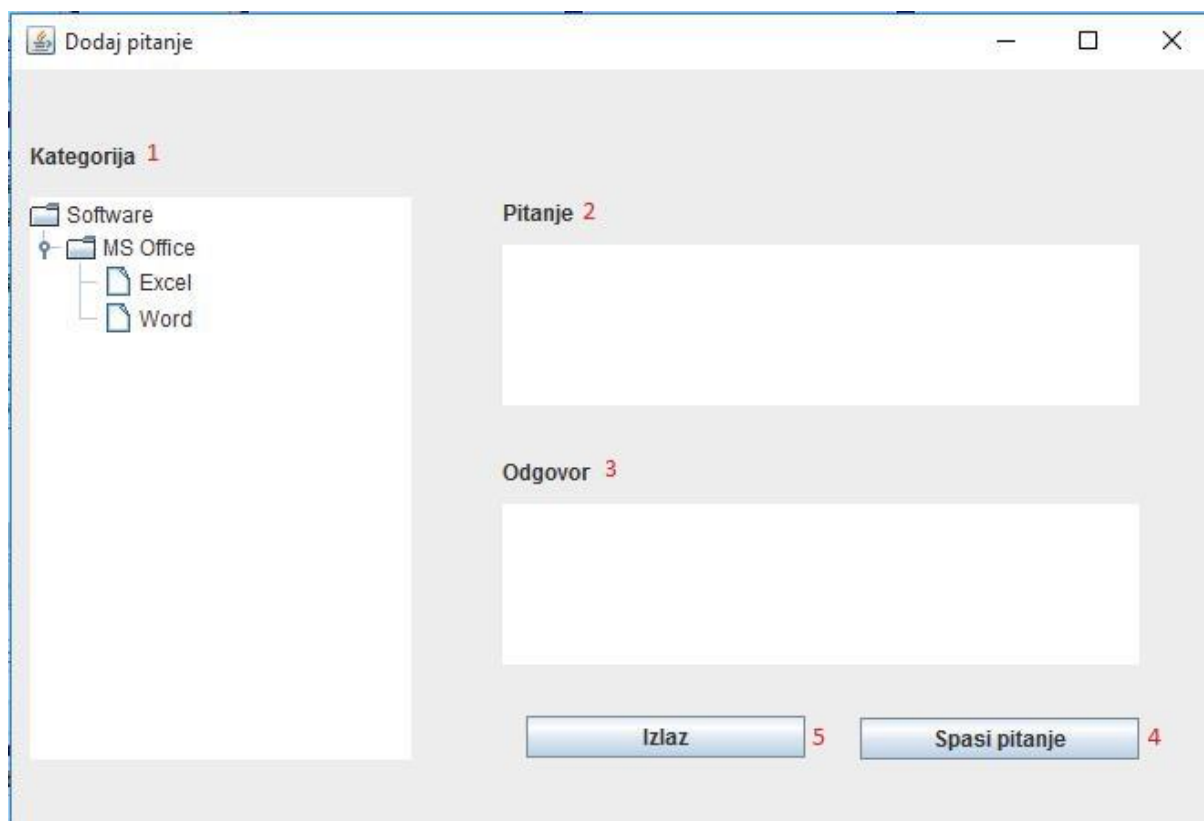 Dodaj pitanje
Kategorija 1
Software
MS Office
Excel
Word
Pitanje 2
Odgovor 3
Izlaz 5
Spasi pitanje 4